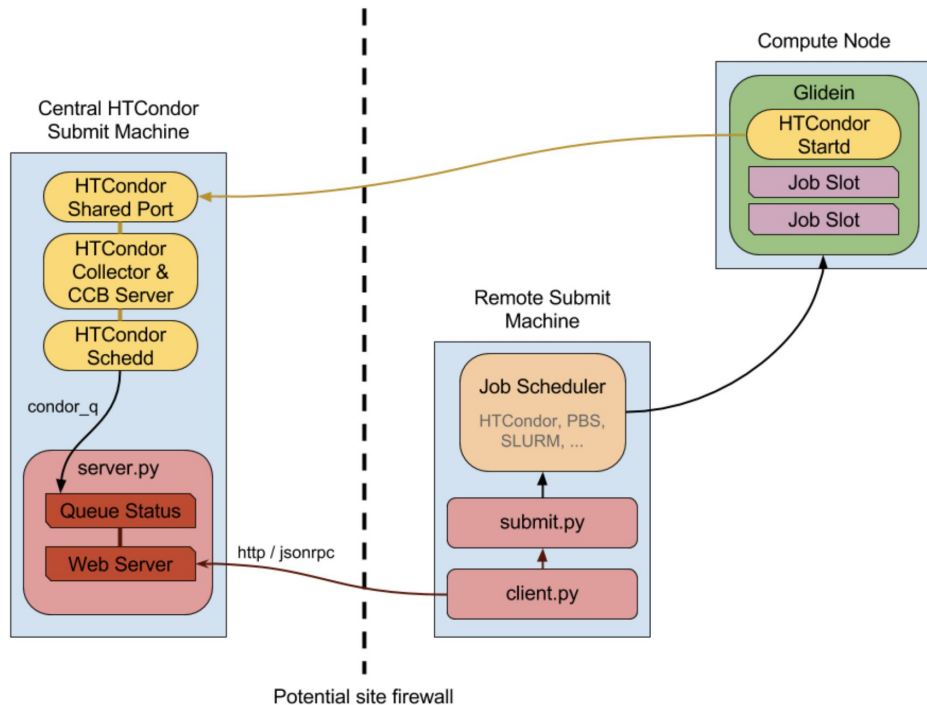 Central HTCondor
Submit Machine
HTCondor
Shared Port
HTCondor
Collector &
CCB Server
HTCondor
Schedd
condor_q
server.py
Queue Status
Web Server
http / jsonrpc
Potential site firewall
Remote Submit
Machine
Job Scheduler
HTCondor, PBS,
SLURM, ...
submit.py
client.py
Compute Node
Glidein
HTCondor
Startd
Job Slot
Job Slot